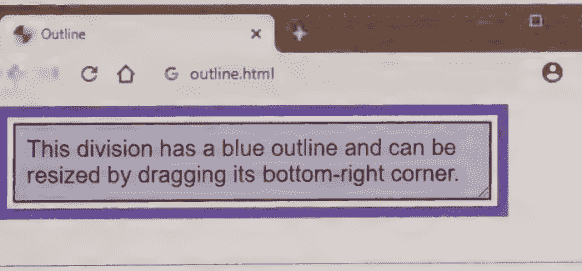 Outline
outline.html
This division has a blue outline and can be
resized by dragging its bottom-right corner.